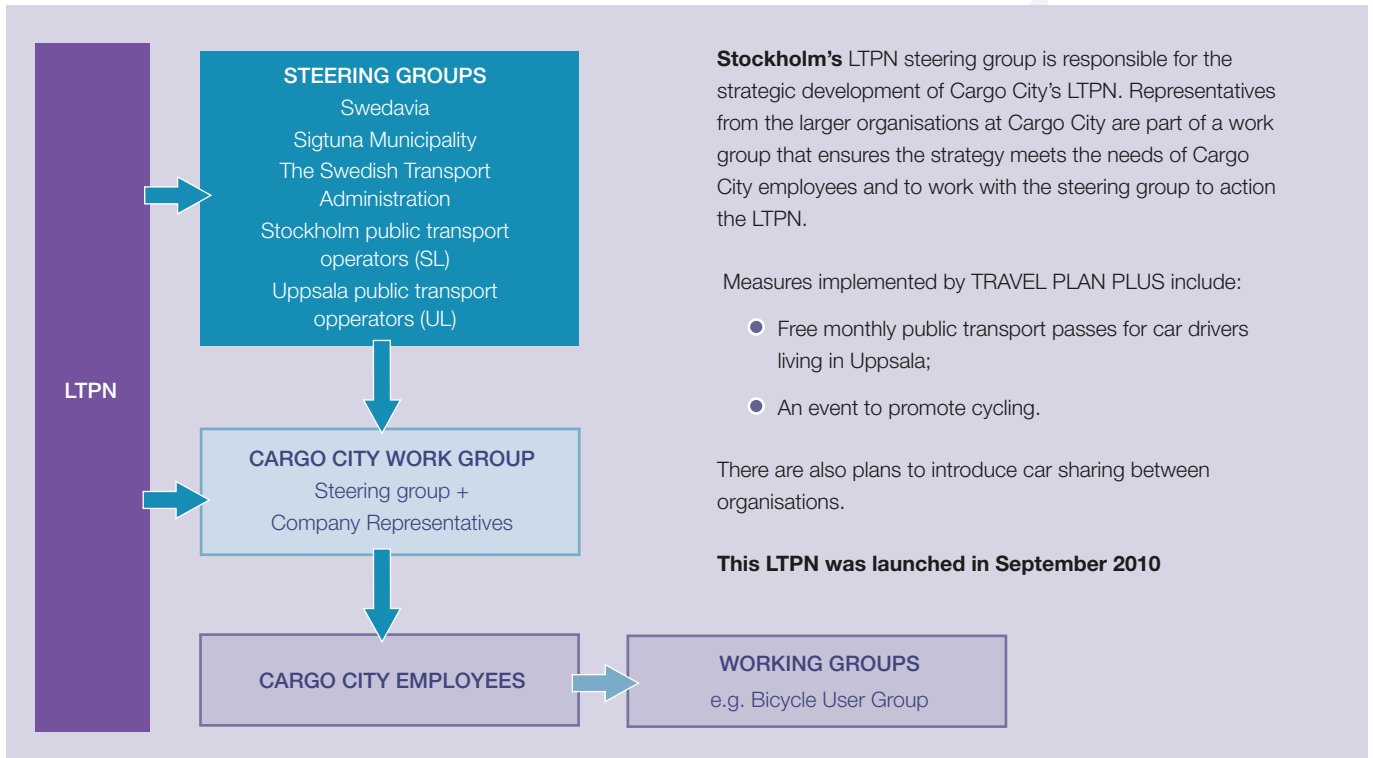 LTPN
STEERING GROUPS
Swedavia
Sigtuna Municipality
The Swedish Transport
Administration
Stockholm public transport
operators (SL)
Uppsala public transport
opperators (UL)
CARGO CITY WORK GROUP
Steering group +
Company Representatives
CARGO CITY EMPLOYEES
WORKING GROUPS
e.g. Bicycle User Group
Stockholm's LTPN steering group is responsible for the
strategic development of Cargo City's LTPN. Representatives
from the larger organisations at Cargo City are part of a work
group that ensures the strategy meets the needs of Cargo
City employees and to work with the steering group to action
the LTPN.
Measures implemented by TRAVEL PLAN PLUS include:
Free monthly public transport passes for car drivers
living in Uppsala;
An event to promote cycling.
There are also plans to introduce car sharing between
organisations.
This LTPN was launched in September 2010